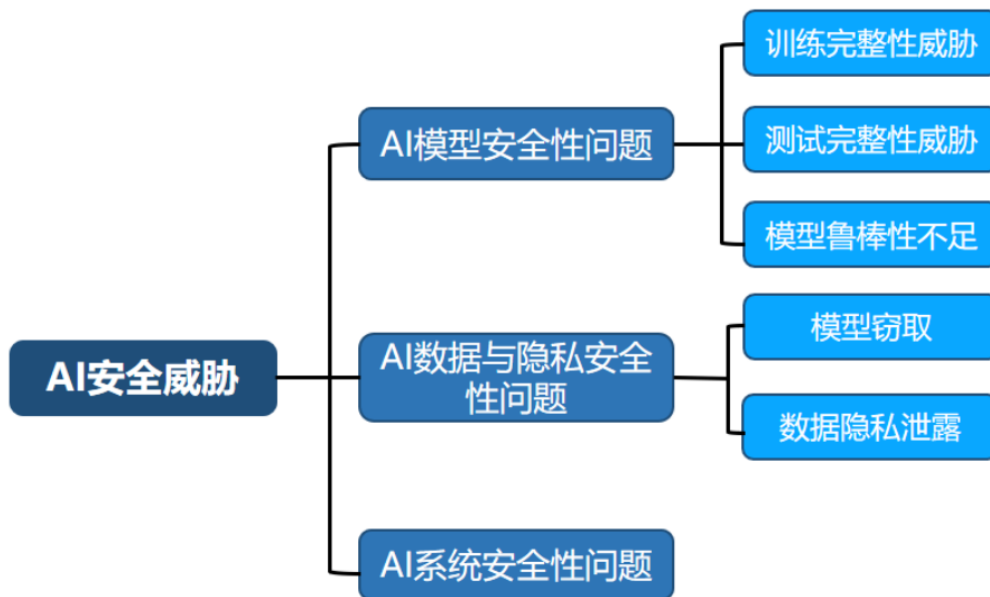 训练完整性威胁
AI模型安全性问题
测试完整性威胁
模型鲁棒性不足
模型窃取
AI安全威胁
AI数据与隐私安全
性问题
数据隐私泄露
AI系统安全性问题